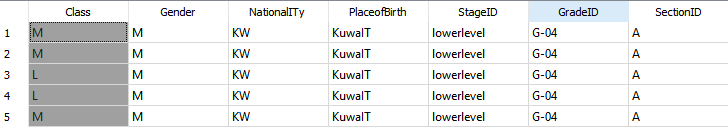 Class Gender NationalITy PlaceofBirth StageID GradeID SectionID
1 M M KW KuwaIT lowerlevel G-04 A
2 M M KW KuwaIT lowerlevel G-04 A
3 L M KW KuwaIT lowerlevel G-04 A
4 L M KW KuwaIT lowerlevel G-04 A
5 M M KW KuwaIT lowerlevel G-04 A